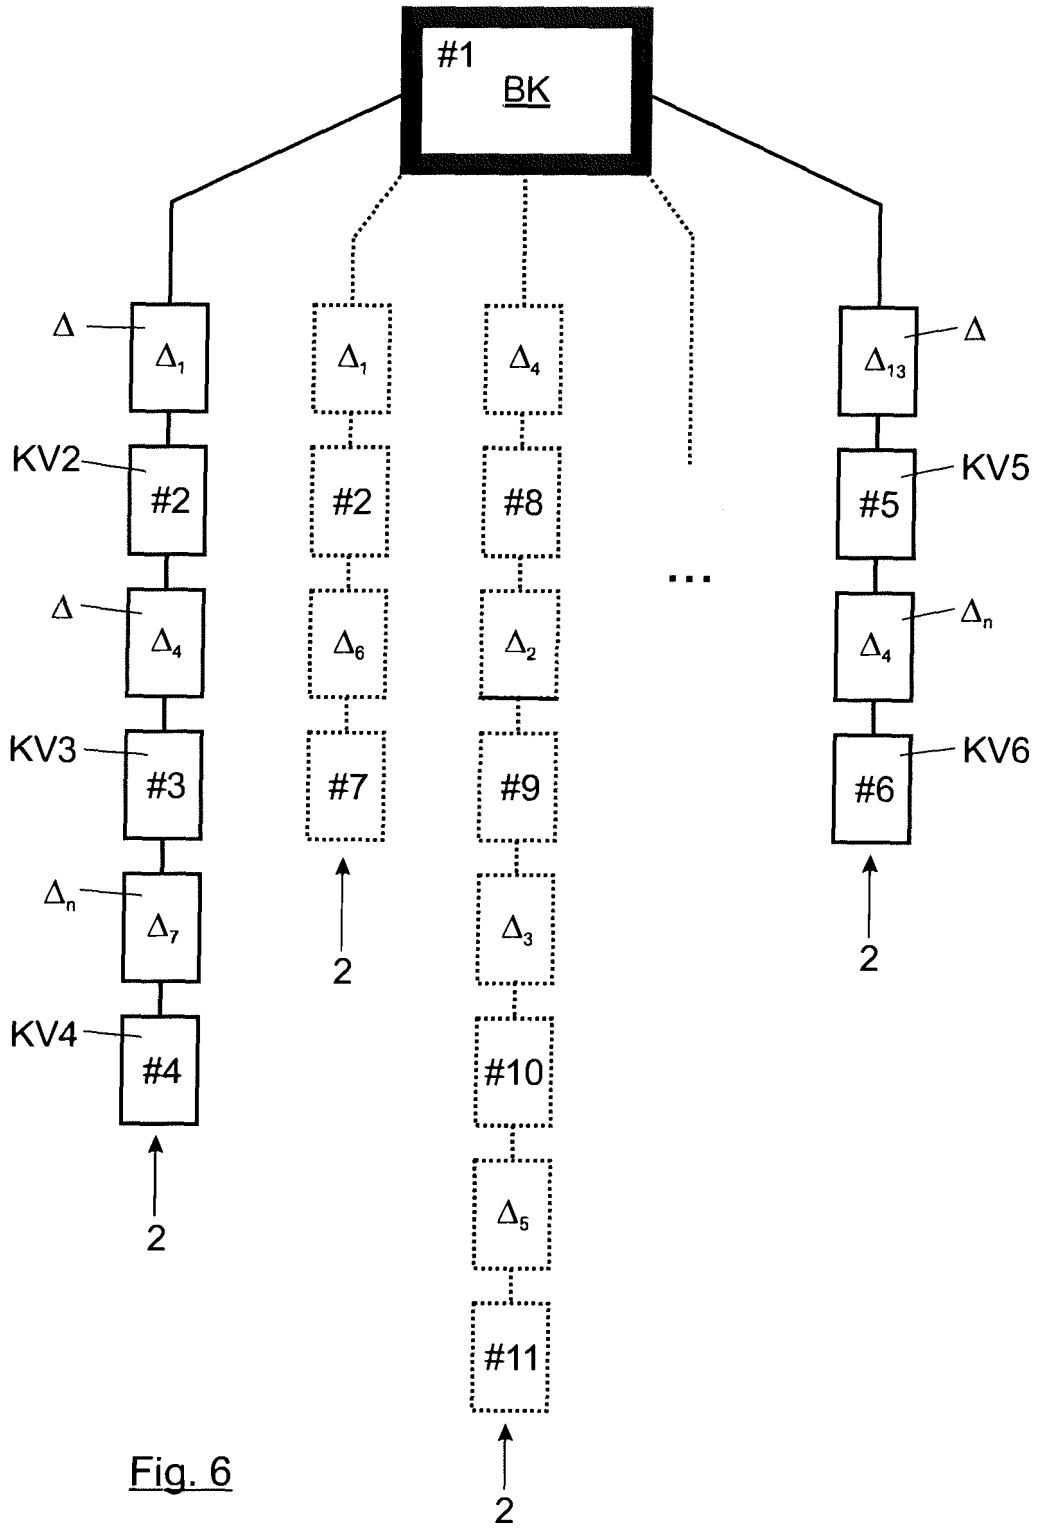 #1
BK
Δ Δ₁ Δ₁ Δ₄ Δ₁₃ Δ
KV2 #2 #2 #8 #5 KV5
Δ Δ₄ Δ₆ Δ₂ ... Δ₄ Δₙ
KV3 #3 #7 #9 #6 KV6
Δₙ Δ₇ 2 Δ₃ 2
KV4 #4 #10
2 Δ₅
#11
Fig. 6
2